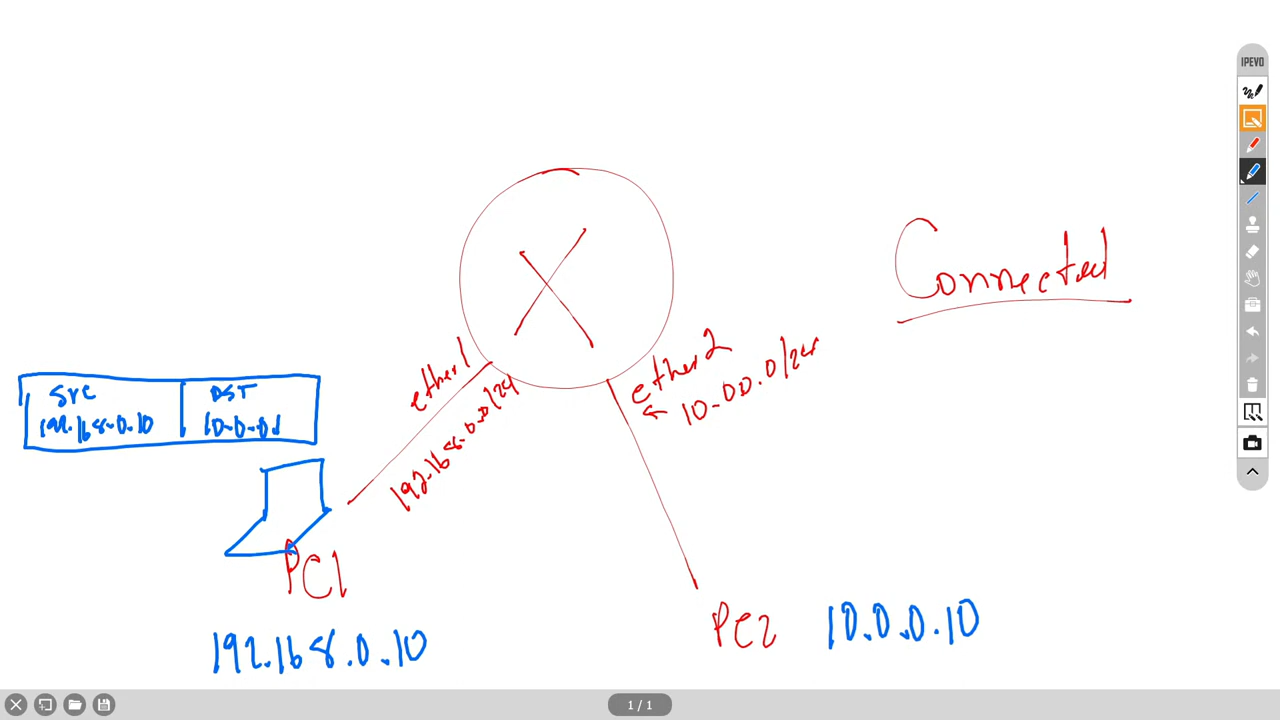 IPEVO
Connected
ether1
192.168.0.0/24
ether2
10.0.0.0/24
src
DST
192.168.0.10
10.0.0.1
PC1
192.168.0.10
PC2
10.0.0.10
1 / 1